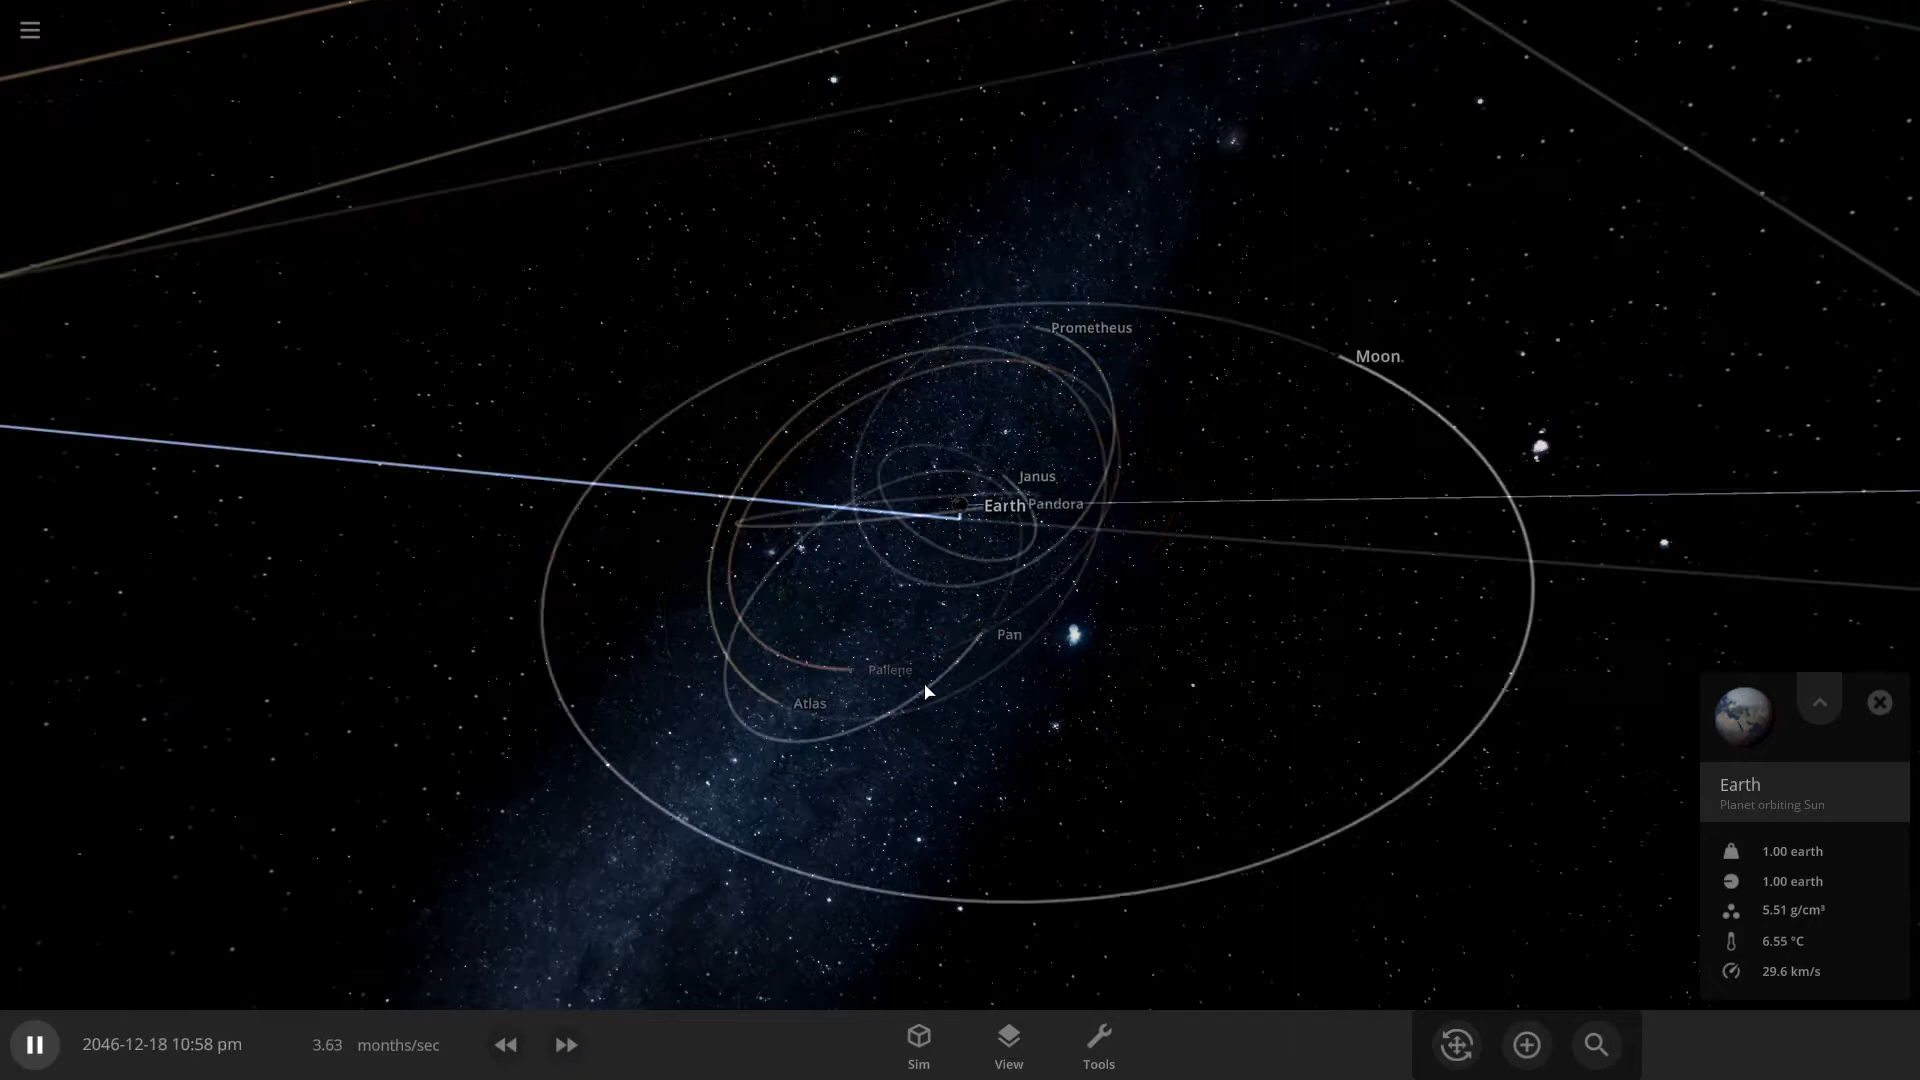 Prometheus
Moon
Janus
Earth
Pandora
Pan
Pallene
Atlas
Earth
Planet orbiting Sun
1.00 earth
1.00 earth
5.51 g/cm³
6.55 °C
29.6 km/s
2046-12-18 10:58 pm
3.63 months/sec
Sim
View
Tools